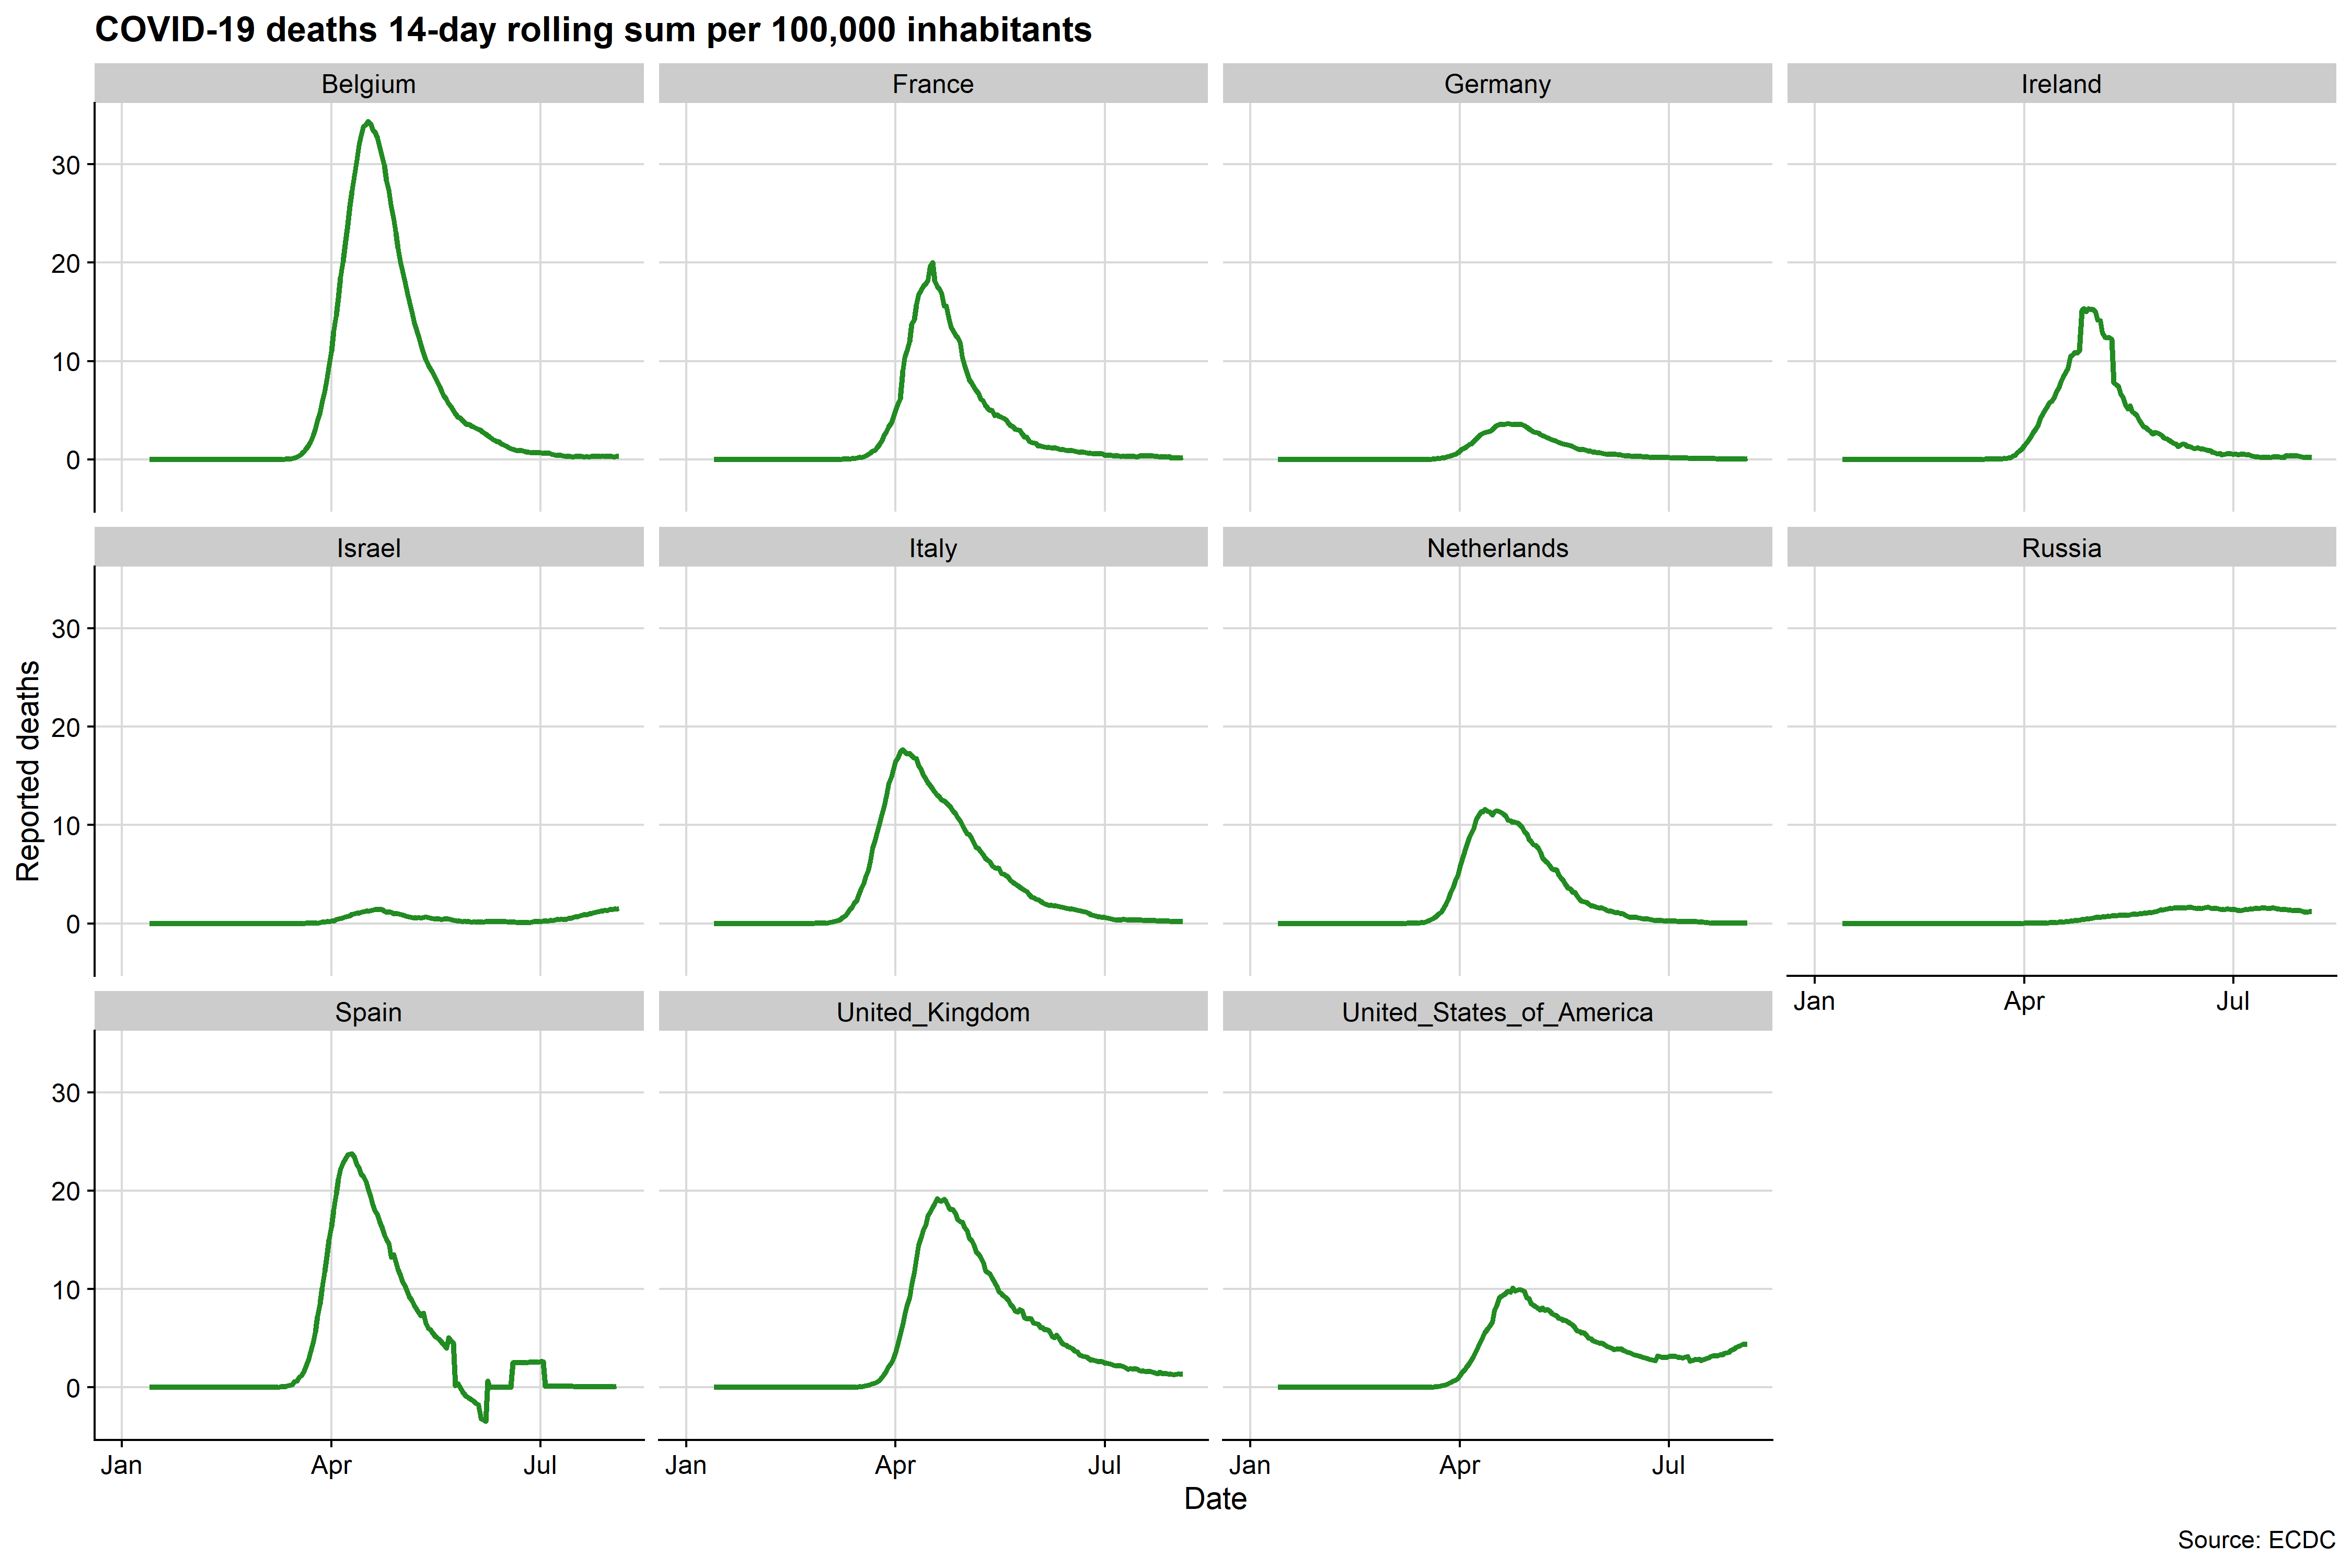 COVID-19 deaths 14-day rolling sum per 100,000 inhabitants
Belgium
France
Germany
Ireland
30
20
10
0
Israel
Italy
Netherlands
Russia
30
20
10
0
Jan
Apr
Jul
Reported deaths
Spain
United_Kingdom
United_States_of_America
30
20
10
0
Jan
Apr
Jul
Jan
Apr
Jul
Jan
Apr
Jul
Date
Source: ECDC